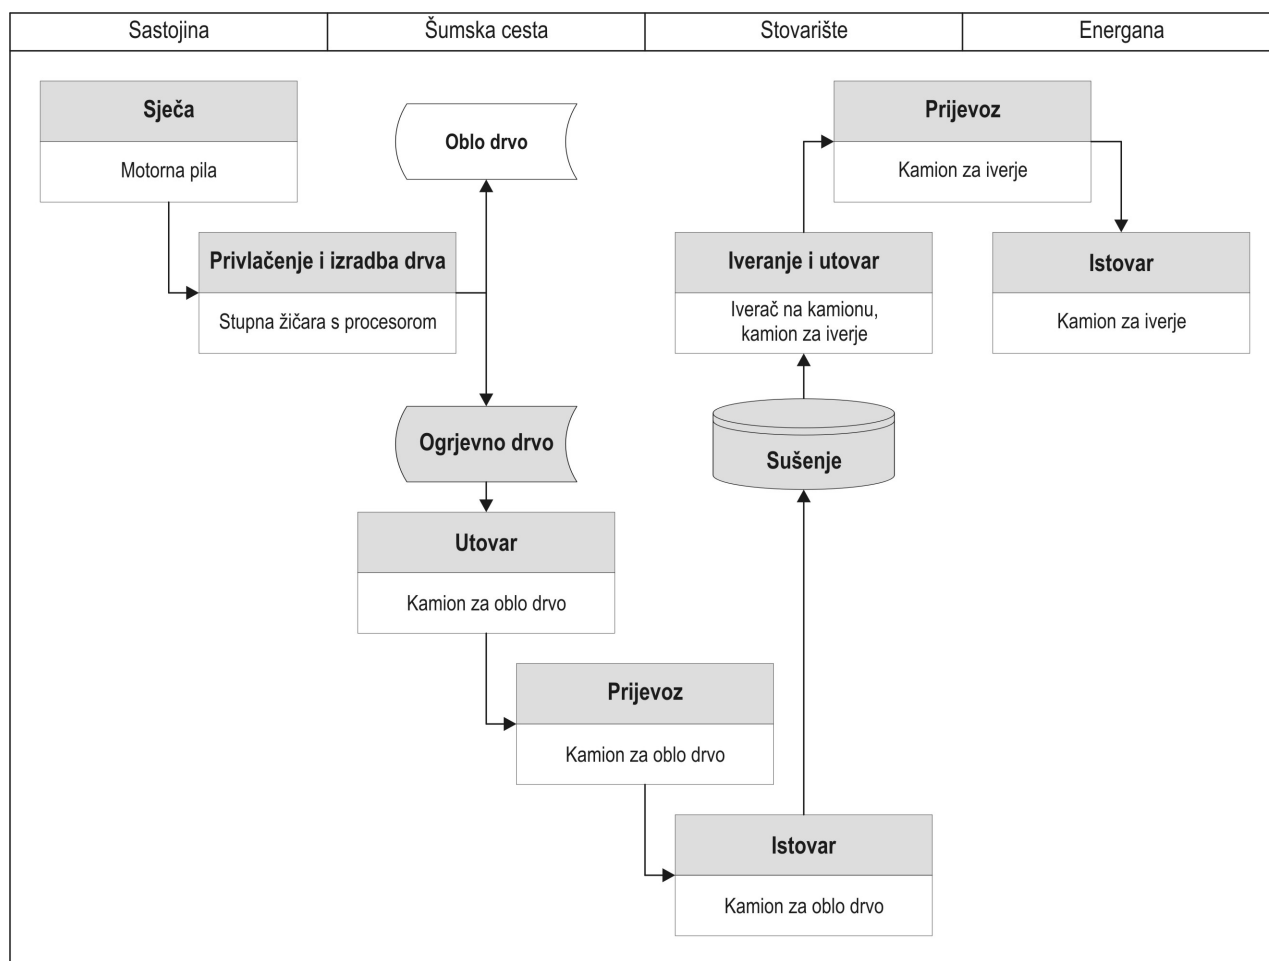 Sastojina
Šumska cesta
Stovarište
Energana
Sječa
Motorna pila
Privlačenje i izradba drva
Stupna žičara s procesorom
Oblo drvo
Ogrjevno drvo
Utovar
Kamion za oblo drvo
Prijevoz
Kamion za oblo drvo
Istovar
Kamion za oblo drvo
Sušenje
Iveranje i utovar
Iverač na kamionu,
kamion za iverje
Prijevoz
Kamion za iverje
Istovar
Kamion za iverje